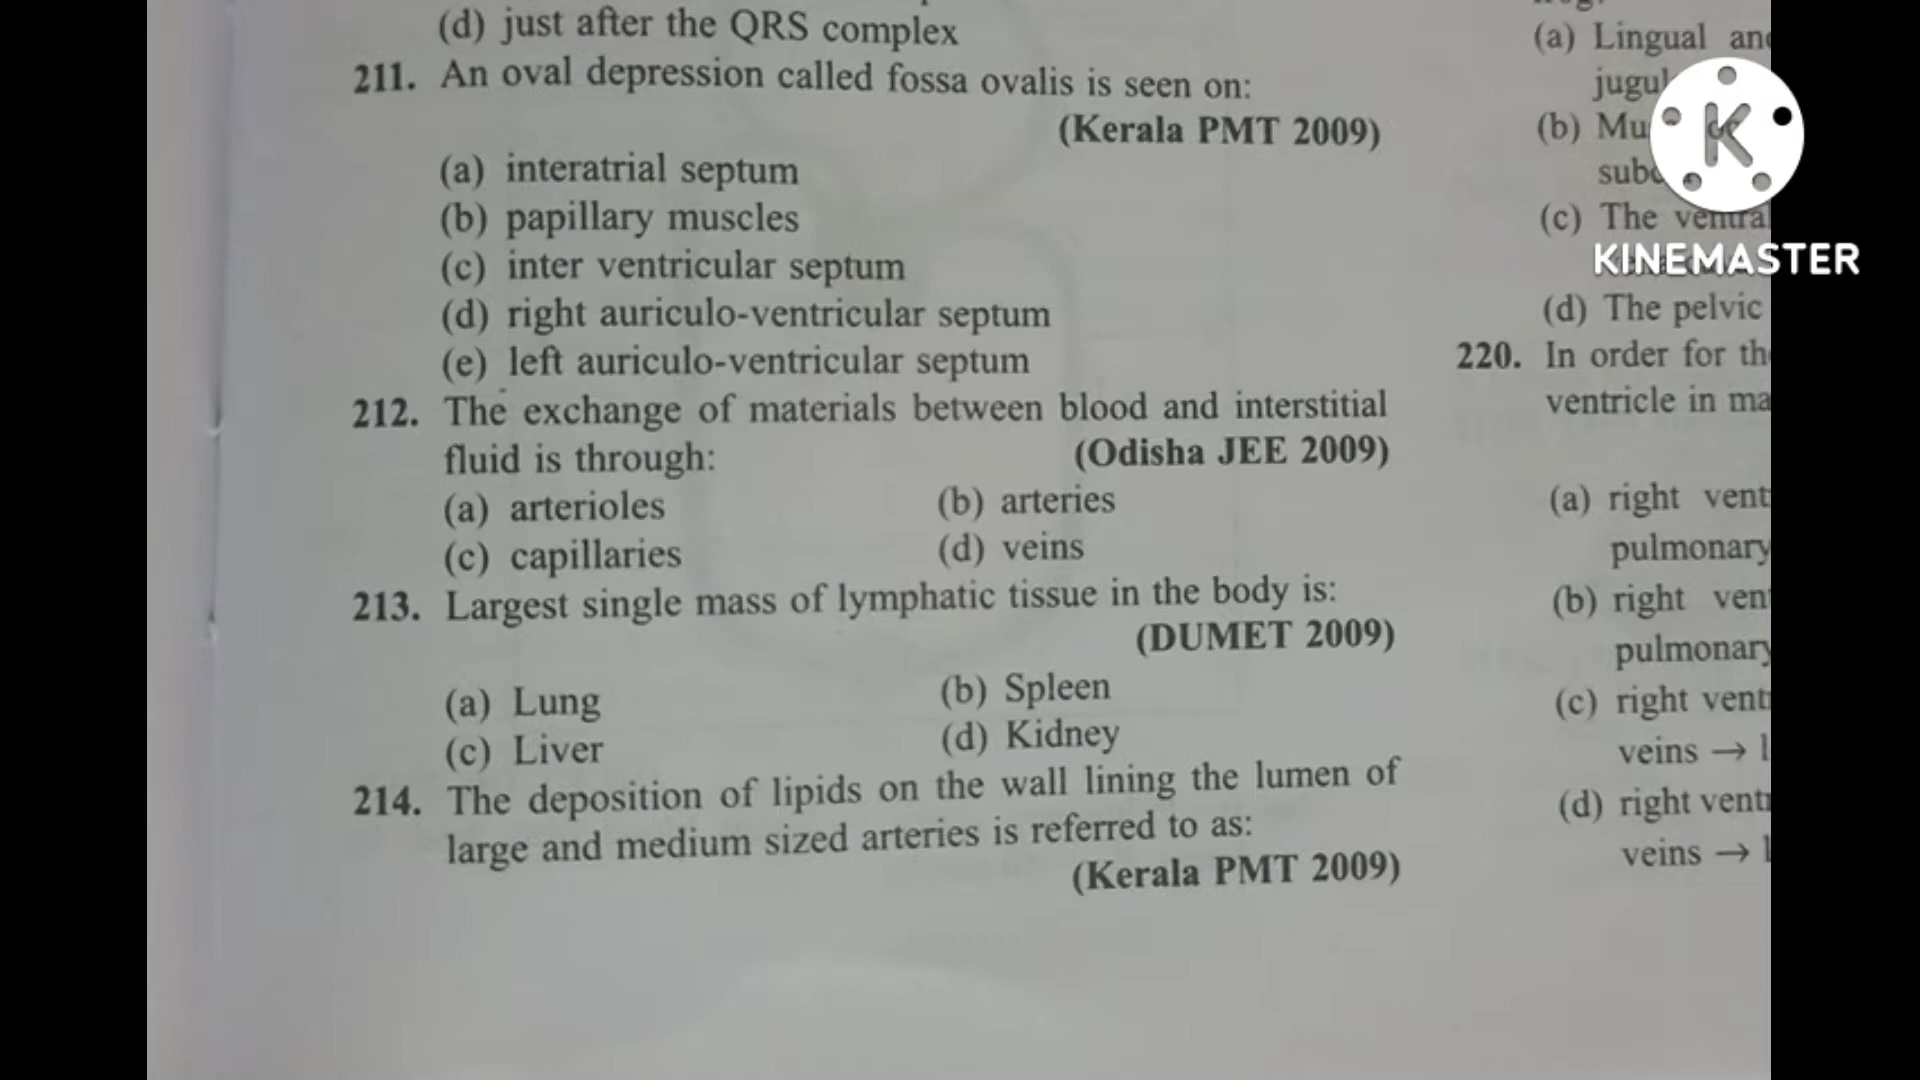 (d) just after the QRS complex
211. An oval depression called fossa ovalis is seen on:
(Kerala PMT 2009)
(a) interatrial septum
(b) papillary muscles
(c) inter ventricular septum
(d) right auriculo-ventricular septum
(e) left auriculo-ventricular septum
212. The exchange of materials between blood and interstitial
fluid is through:
(Odisha JEE 2009)
(a) arterioles (b) arteries
(c) capillaries (d) veins
213. Largest single mass of lymphatic tissue in the body is:
(DUMET 2009)
(a) Lung (b) Spleen
(c) Liver (d) Kidney
214. The deposition of lipids on the wall lining the lumen of
large and medium sized arteries is referred to as:
(Kerala PMT 2009)
(a) Lingual
(b)
(c) The
(d) The pelvic
220. In order for
ventricle in
(a) right
pulmonary
(b) right
pulmonary
(c) right
veins →
(d) right
veins →
K
KINEMASTER